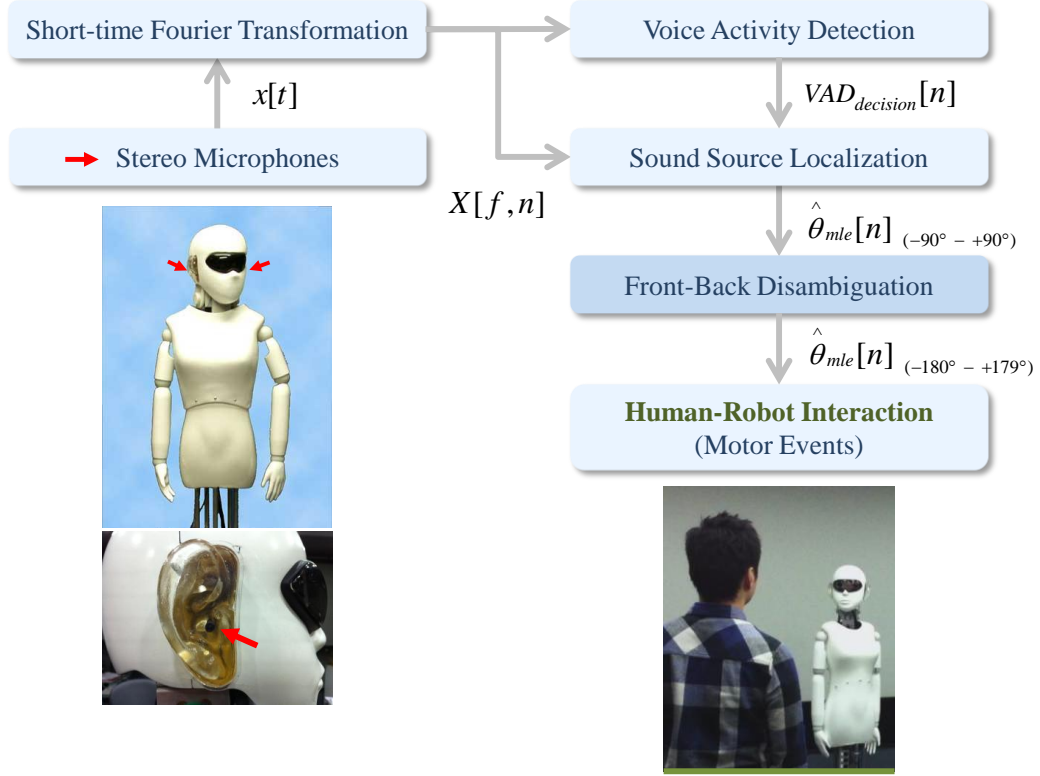 Short-time Fourier Transformation
Voice Activity Detection
x[t]
VAD_decision[n]
Stereo Microphones
Sound Source Localization
X[f,n]
θ̂_mle[n] (−90° − +90°)
Front-Back Disambiguation
θ̂_mle[n] (−180° − +179°)
Human-Robot Interaction
(Motor Events)